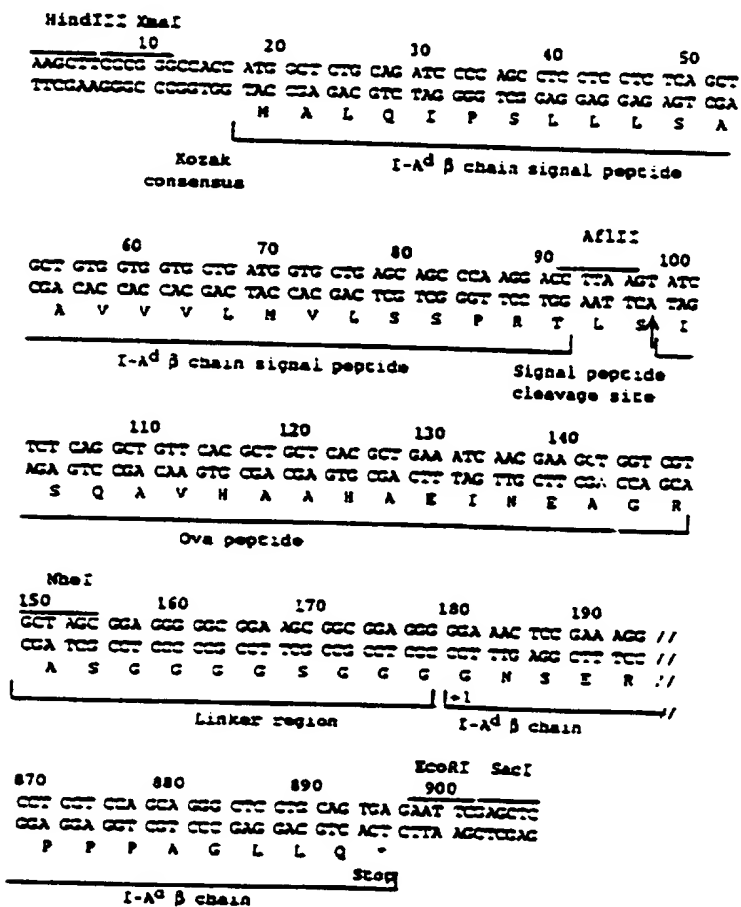 HindIII XmaI
10 20 30 40 50
AAGCTTCCCG GGCCACC ATG GCT CTG CAG ATC CCC AGC CTC CTC CTC TCA GCT
TTCGAAGGGC CCGGTGG TAC CGA GAC GTC TAG GGG TCG GAG GAG GAG AGT CGA
M A L Q I P S L L L S A
Kozak consensus
I-Ad β chain signal peptide
AflII
60 70 80 90 100
GCT GTG GTG GTG CTG ATG GTG CTG AGC AGC CCA AGG ACC TTA AGT ATC
CGA CAC CAC CAC GAC TAC CAC GAC TCG TCG GGT TCC TGG AAT TCA TAG
A V V V L M V L S S P R T L S I
I-Ad β chain signal peptide
Signal peptide cleavage site
110 120 130 140
TCT CAG GCT GTT CAC GCT GCT CAC GCT GAA ATC AAC GAA GCT GGT CGT
AGA GTC CGA CAA GTG CGA CGA GTG CGA CTT TAG TTG CTT CGA CCA GCA
S Q A V H A A H A E I N E A G R
Ova peptide
NheI
150 160 170 180 190
GCT AGC GGA GGG GGC GGA AGC GGC GGA GGG GGA AAC TCC GAA AGG //
CGA TCG CCT CCC CCG CCT TCG CCG CCT CCC CCT TTG AGG CTT TCC //
A S G G G G S G G G G N S E R //
+1
Linker region
I-Ad β chain
EcoRI SacI
870 880 890 900
CCT CCT CCA GCA GGG CTC CTG CAG TGA GAAT TCGAGCTC
GGA GGA GGT CGT CCC GAG GAC GTC ACT CTTA AGCTCGAG
P P P A G L L Q *
Stop
I-Ad β chain